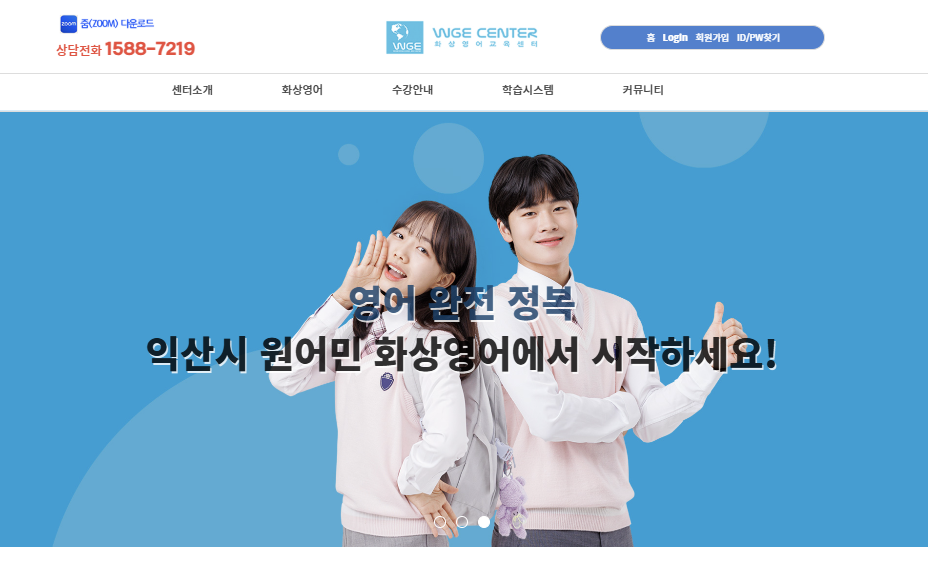 zoom 줌(ZOOM) 다운로드
상담전화 1588-7219
WGE
WGE CENTER
화상영어교육센터
홈 Login 회원가입 ID/PW찾기
센터소개 화상영어 수강안내 학습시스템 커뮤니티
영어 완전 정복
익산시 원어민 화상영어에서 시작하세요!